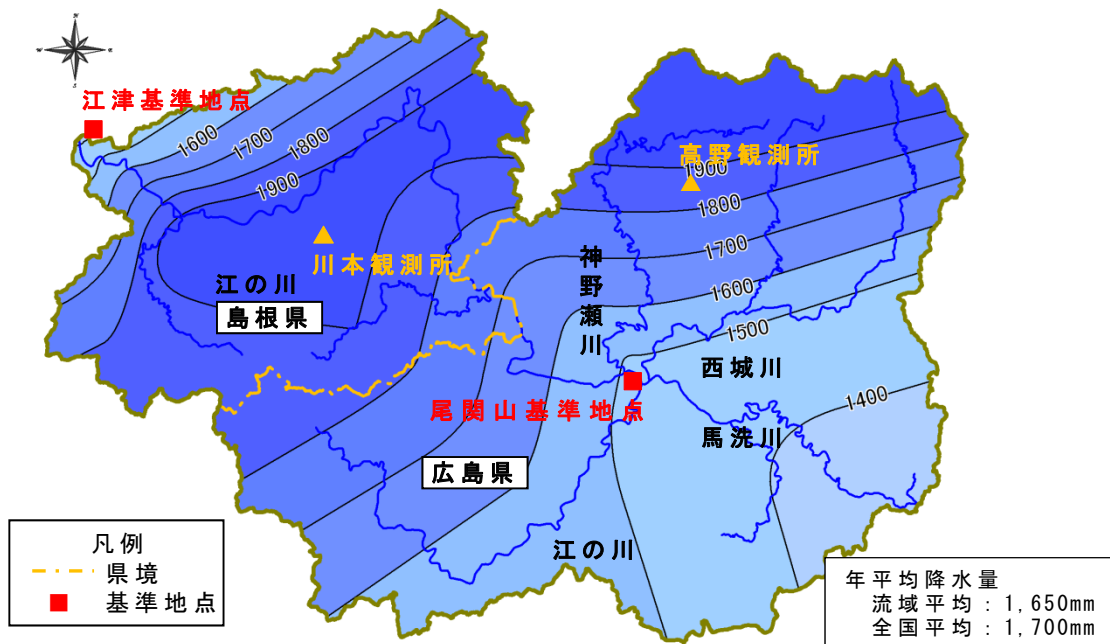 江津基準地点
1600
1700
1800
1900
高野観測所
1900
1800
1700
1600
1500
1400
川本観測所
江の川
島根県
神野瀬川
西城川
尾関山基準地点
馬洗川
広島県
江の川
凡例
県境
基準地点
年平均降水量
流域平均：1,650mm
全国平均：1,700mm